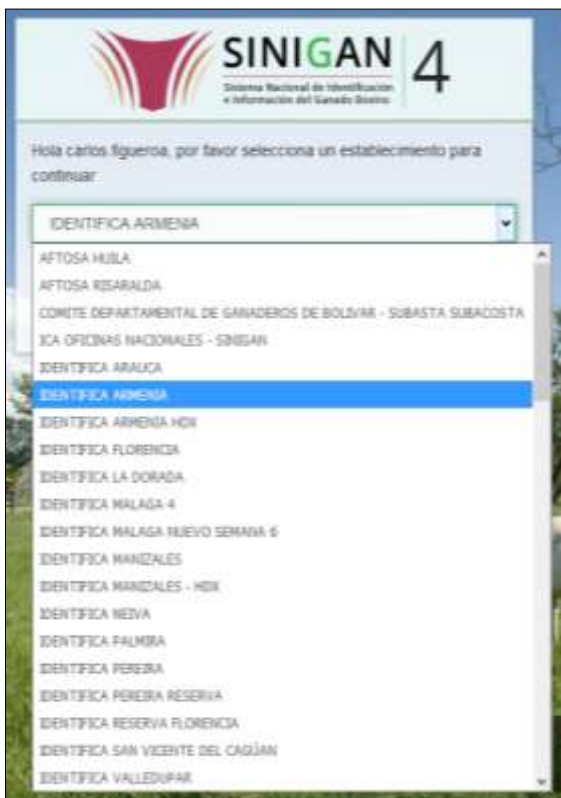 SINIGAN 4
Sistema Nacional de Identificación
e Información del Ganado Bovino
Hola carlos figueroa, por favor selecciona un establecimiento para
continuar
IDENTIFICA ARMENIA
AFTOSA HUILA
AFTOSA RISARALDA
COMITE DEPARTAMENTAL DE GANADEROS DE BOLIVAR - SUBASTA SUBACOSTA
ICA OFICINAS NACIONALES - SINIGAN
IDENTIFICA ARAUCA
IDENTIFICA ARMENIA
IDENTIFICA ARMENIA HDX
IDENTIFICA FLORENCIA
IDENTIFICA LA DORADA
IDENTIFICA MALAGA 4
IDENTIFICA MALAGA NUEVO SEMANA 6
IDENTIFICA MANIZALES
IDENTIFICA MANIZALES - HDX
IDENTIFICA NEIVA
IDENTIFICA PALMIRA
IDENTIFICA PEREIRA
IDENTIFICA PEREIRA RESERVA
IDENTIFICA RESERVA FLORENCIA
IDENTIFICA SAN VICENTE DEL CAGÜAN
IDENTIFICA VALLEDUPAR